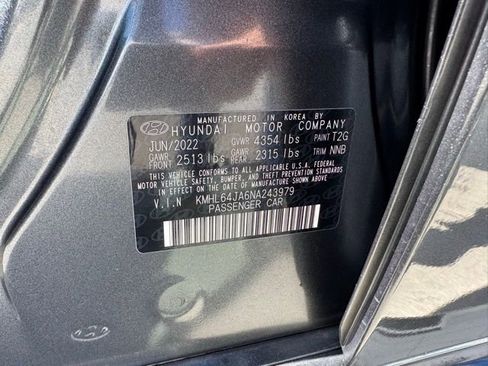 MANUFACTURED IN KOREA BY
HYUNDAI MOTOR COMPANY
JUN/2022 GVWR 4354 lbs PAINT T2G
GAWR FRONT 2513 lbs GAWR REAR 2315 lbs TRIM NNB
THIS VEHICLE CONFORMS TO ALL APPLICABLE U.S.A. FEDERAL
MOTOR VEHICLE SAFETY, BUMPER, AND THEFT PREVENTION STANDARDS
IN EFFECT ON THE DATE OF MANUFACTURE SHOWN ABOVE.
V.I.N KMHL64JA6NA243979
PASSENGER CAR